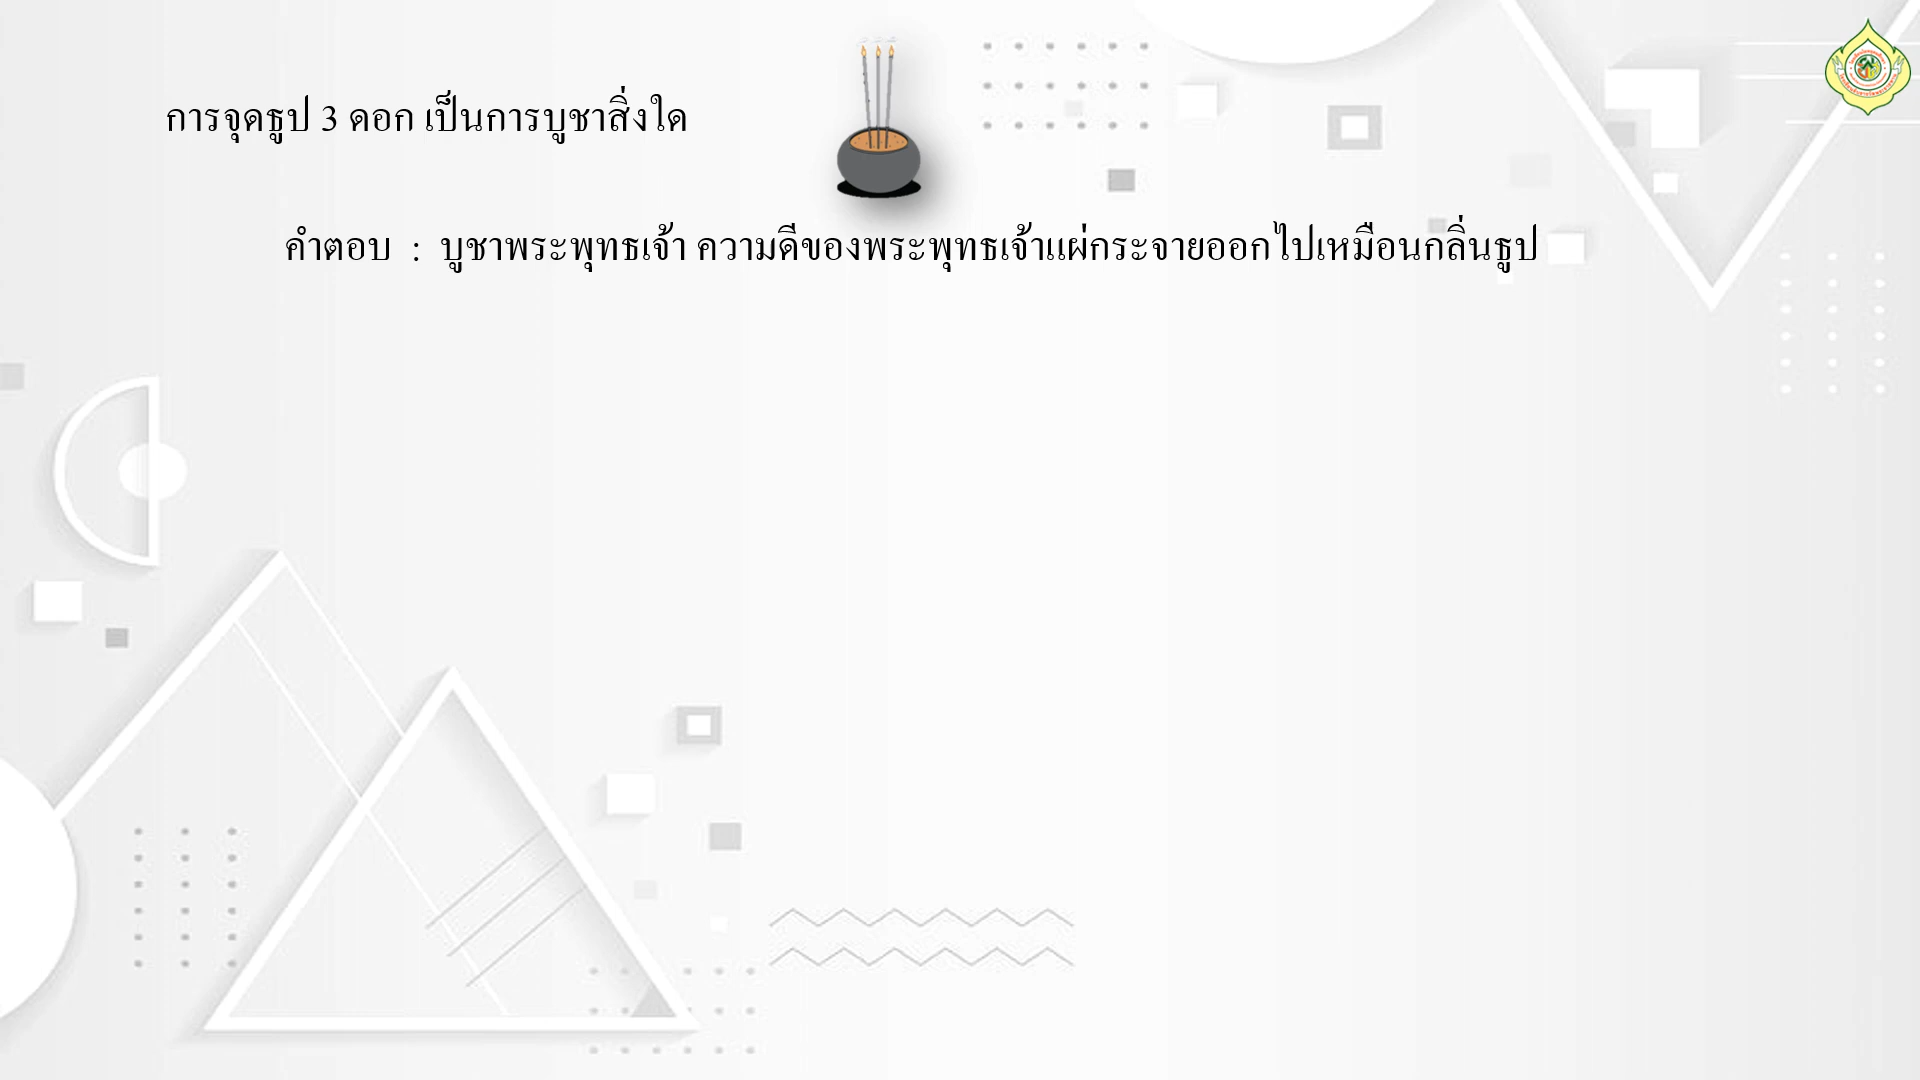 การจุดธูป 3 ดอก เป็นการบูชาสิ่งใด
คำตอบ : บูชาพระพุทธเจ้า ความดีของพระพุทธเจ้าแผ่กระจายออกไปเหมือนกลิ่นธูป